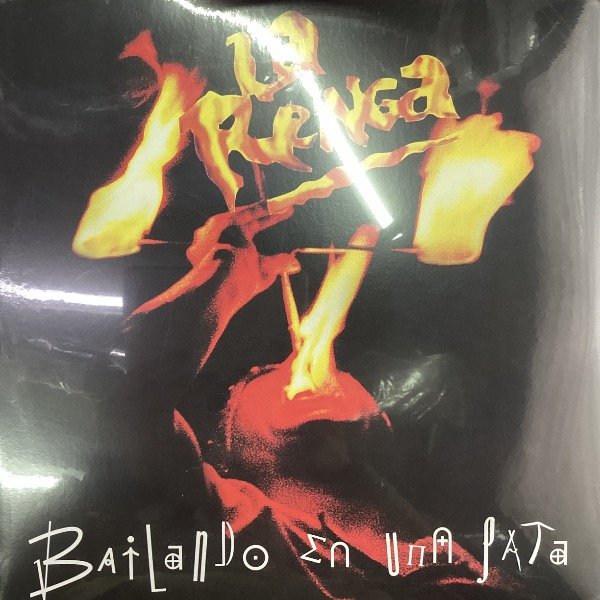 La
Renga
Bailando en una pata